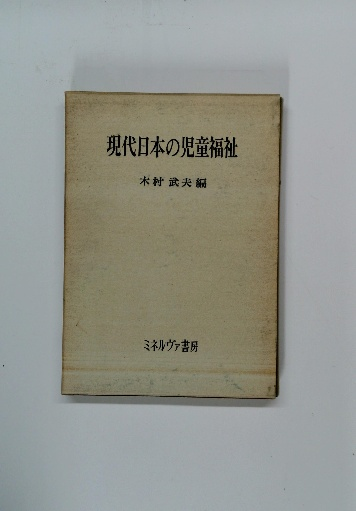 現代日本の児童福祉
木村 武夫 編
ミネルヴァ書房